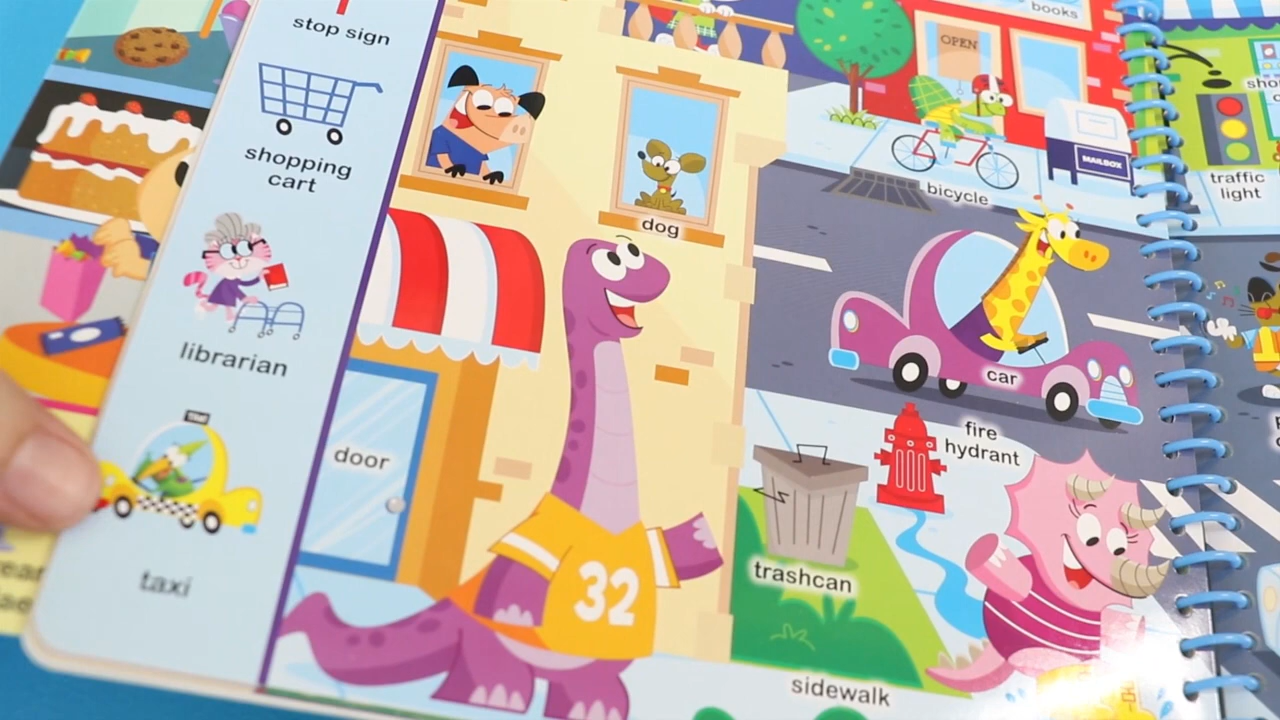 stop sign
shopping
cart
librarian
taxi
door
dog
32
books
OPEN
MAILBOX
bicycle
car
fire
hydrant
trashcan
sidewalk
traffic
light